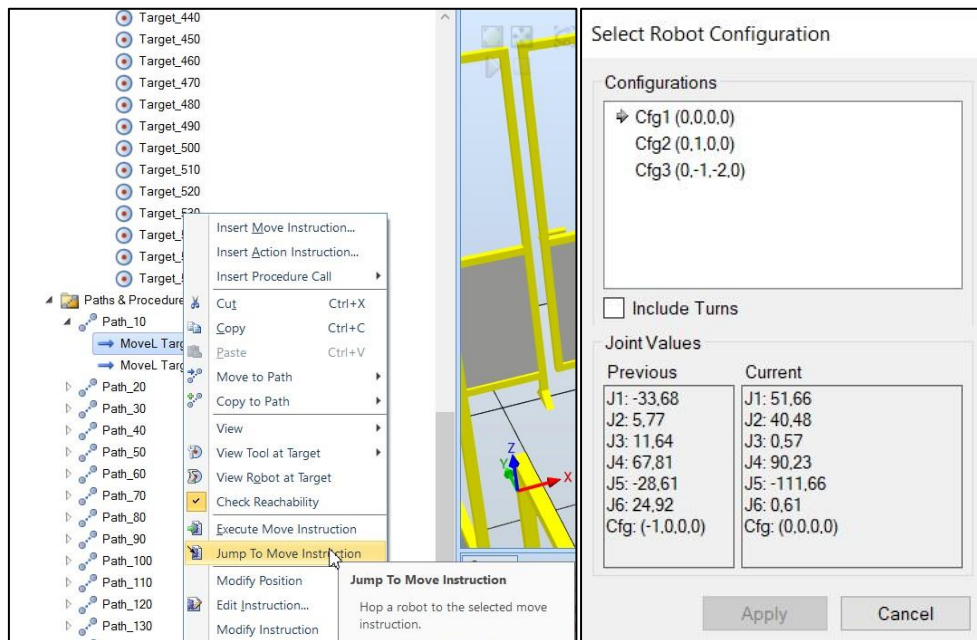 Target_440
Target_450
Target_460
Target_470
Target_480
Target_490
Target_500
Target_510
Target_520
Target_530
Paths & Procedure
Path_10
MoveL Targ
MoveL Targ
Path_20
Path_30
Path_40
Path_50
Path_60
Path_70
Path_80
Path_90
Path_100
Path_110
Path_120
Path_130
Insert Move Instruction...
Insert Action Instruction...
Insert Procedure Call
Cut Ctrl+X
Copy Ctrl+C
Paste Ctrl+V
Move to Path
Copy to Path
View
View Tool at Target
View Robot at Target
Check Reachability
Execute Move Instruction
Jump To Move Instruction
Modify Position
Edit Instruction...
Modify Instruction
Jump To Move Instruction
Hop a robot to the selected move
instruction.
Z
Y
X
Select Robot Configuration
Configurations
Cfg1 (0,0,0,0)
Cfg2 (0,1,0,0)
Cfg3 (0,-1,-2,0)
Include Turns
Joint Values
Previous
J1: -33,68
J2: 5,77
J3: 11,64
J4: 67,81
J5: -28,61
J6: 24,92
Cfg: (-1,0,0,0)
Current
J1: 51,66
J2: 40,48
J3: 0,57
J4: 90,23
J5: -111,66
J6: 0,61
Cfg: (0,0,0,0)
Apply
Cancel